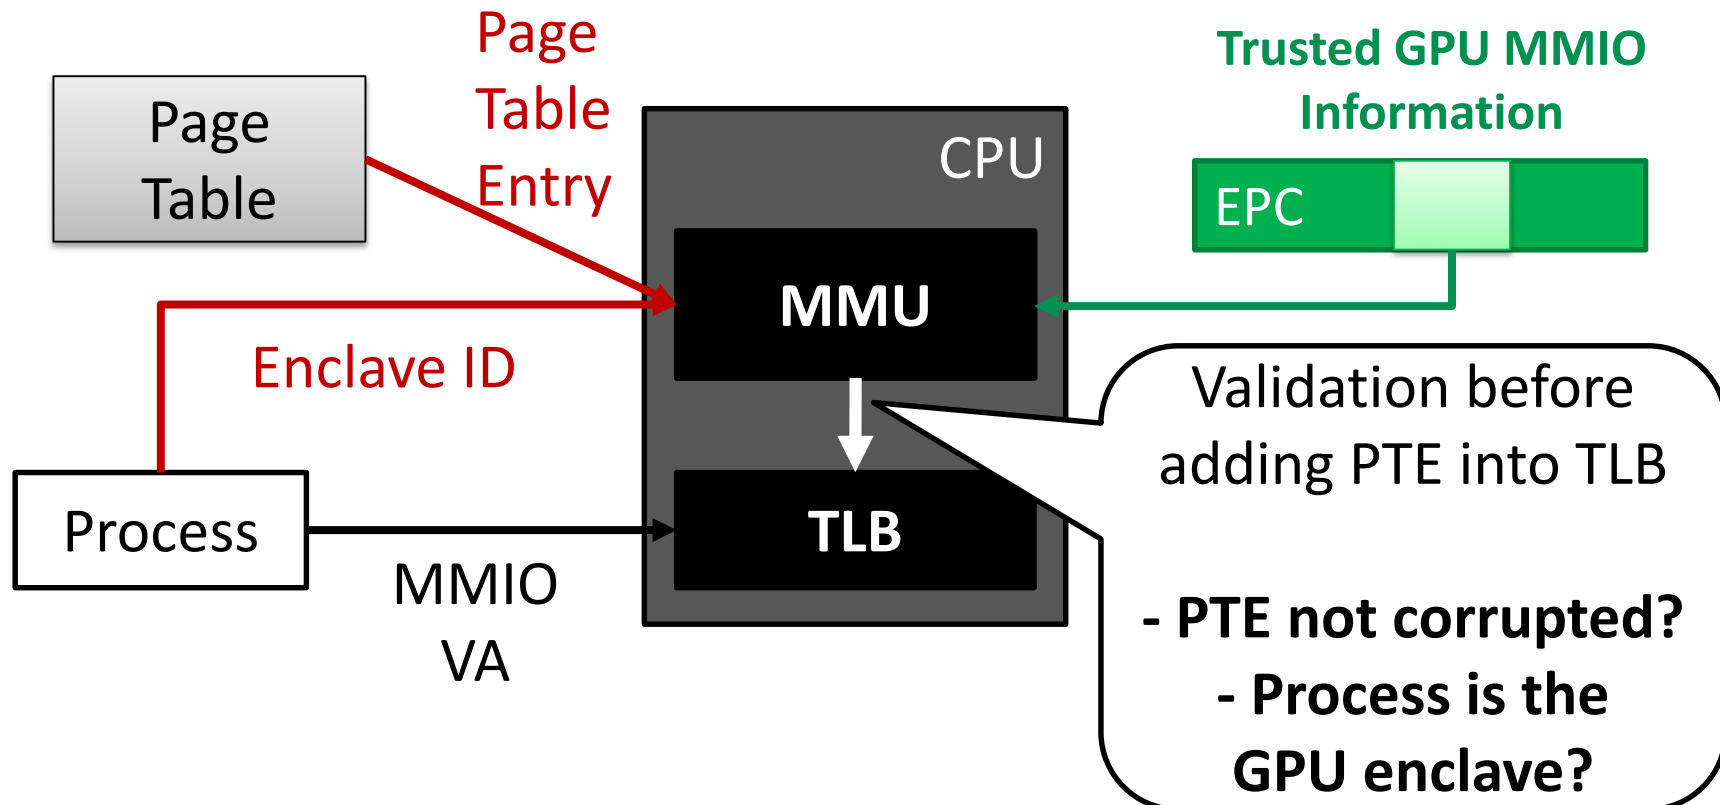 Page
Table
Entry
Trusted GPU MMIO
Information
Page
Table
CPU
EPC
MMU
Enclave ID
Validation before
adding PTE into TLB
Process
TLB
MMIO
VA
- PTE not corrupted?
- Process is the
GPU enclave?